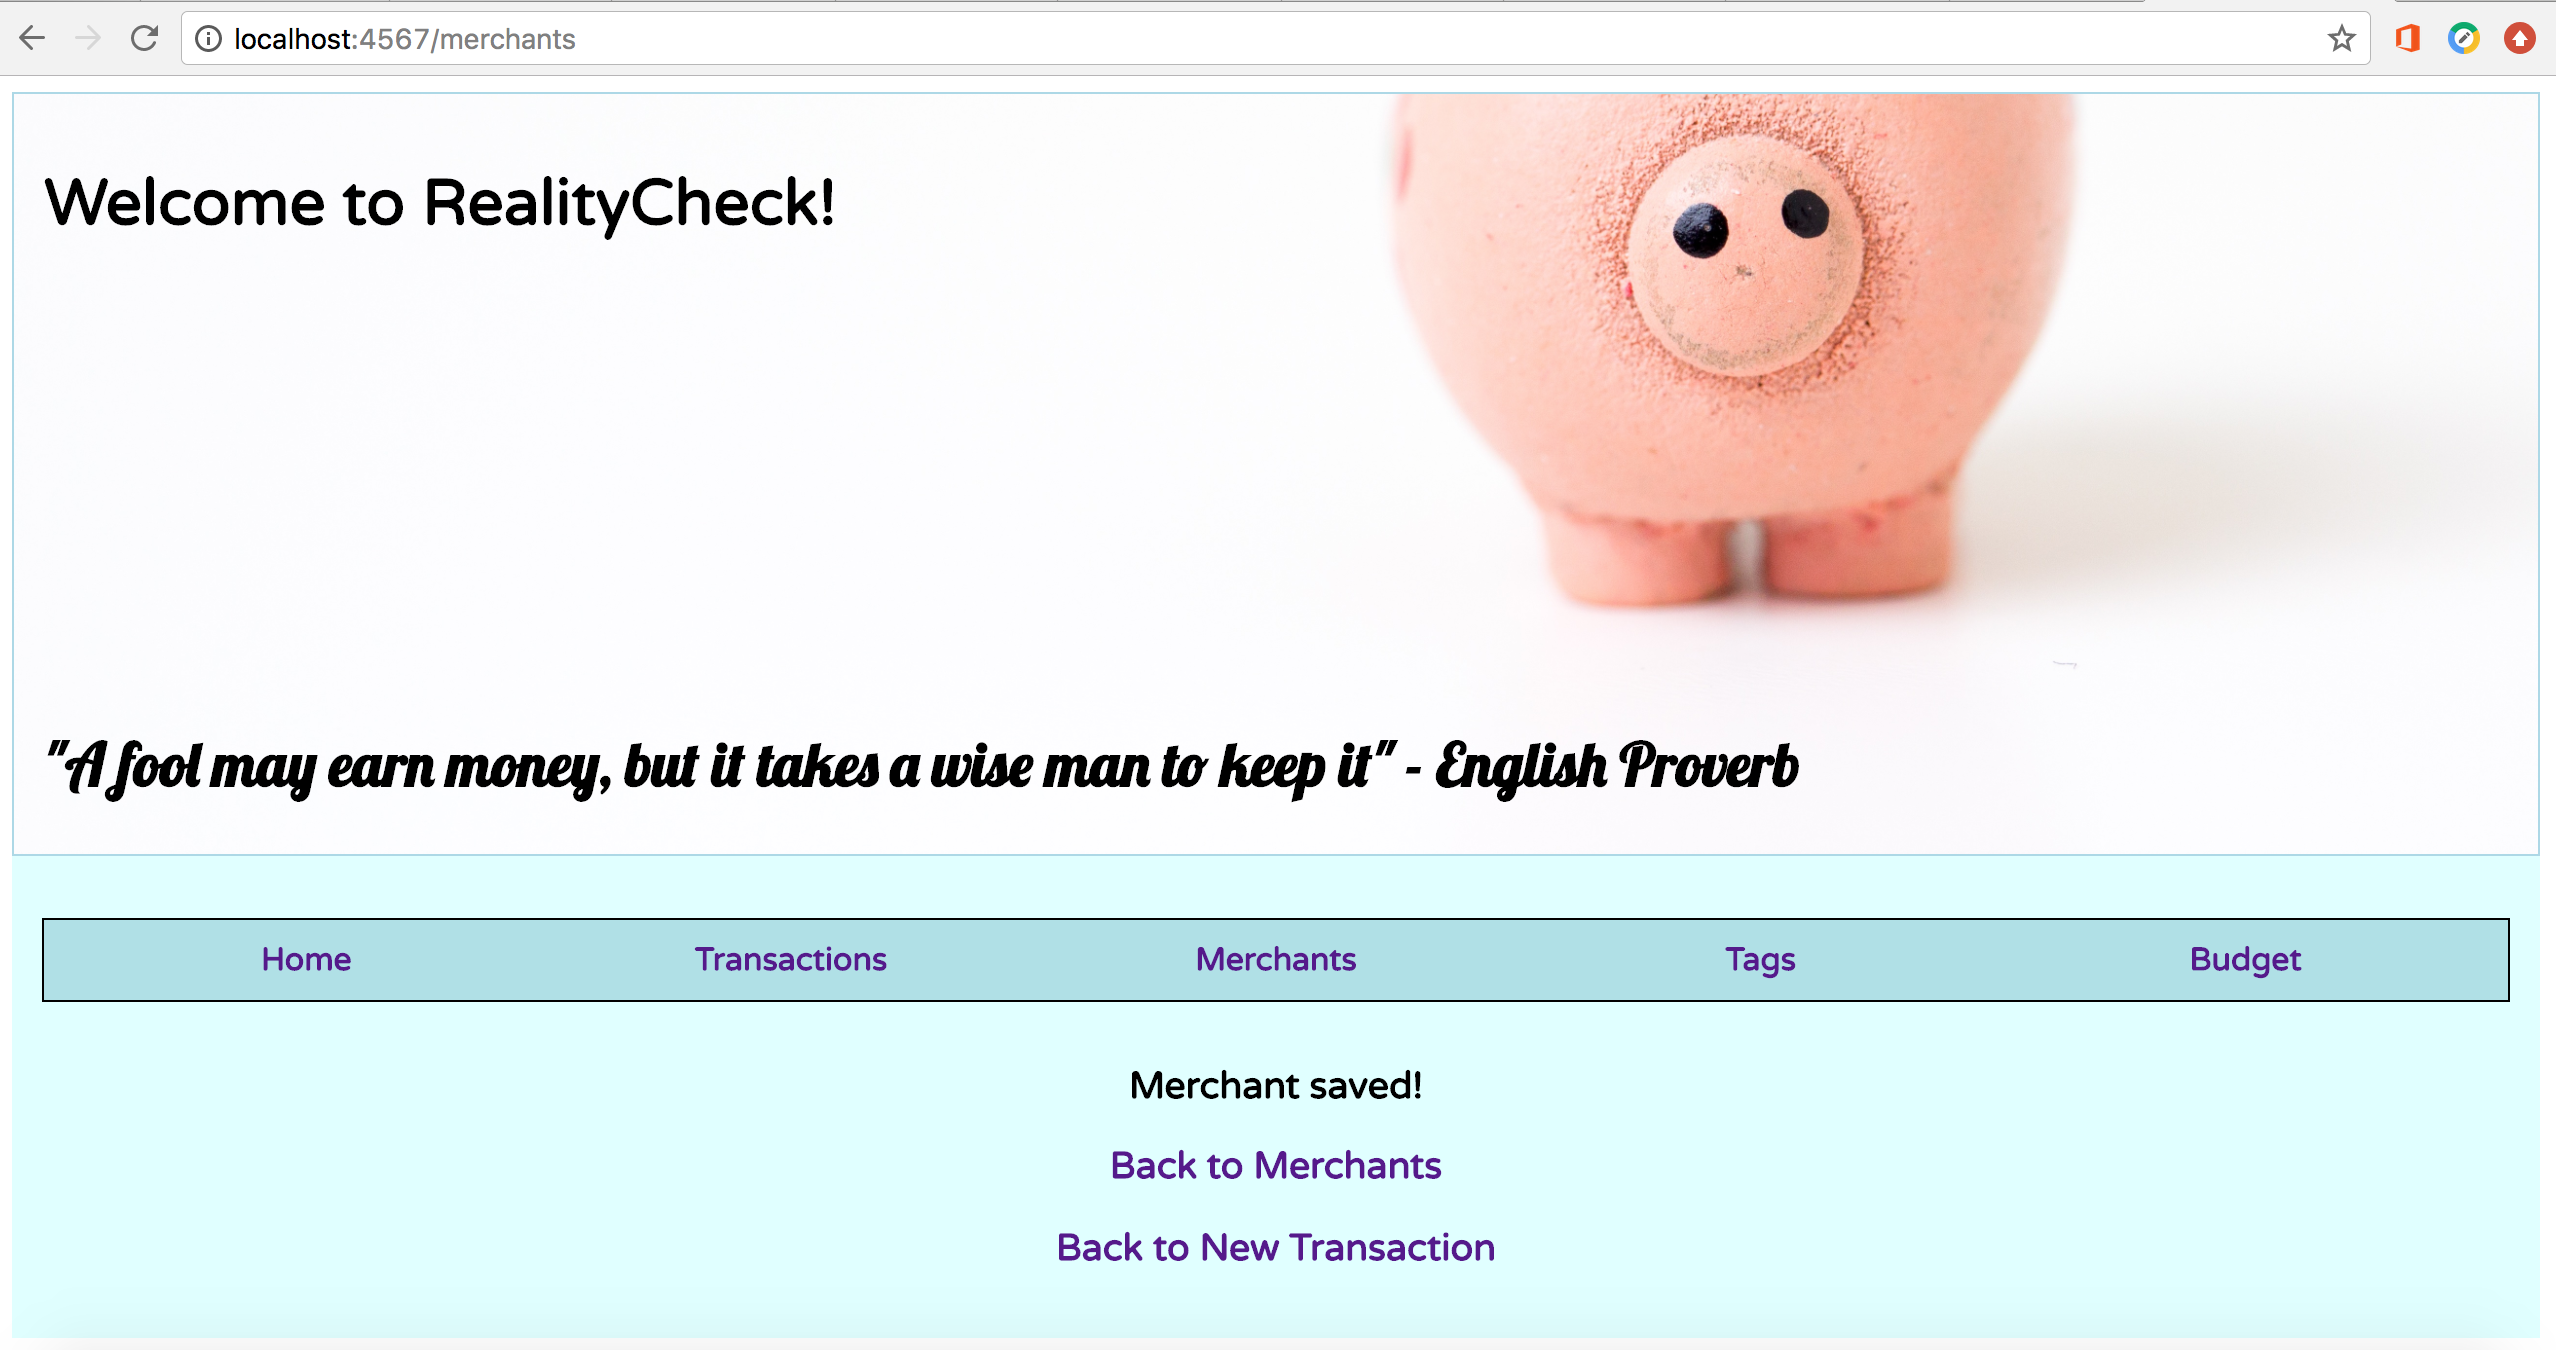 localhost:4567/merchants
Welcome to RealityCheck!
"A fool may earn money, but it takes a wise man to keep it" - English Proverb
Home Transactions Merchants Tags Budget
Merchant saved!
Back to Merchants
Back to New Transaction